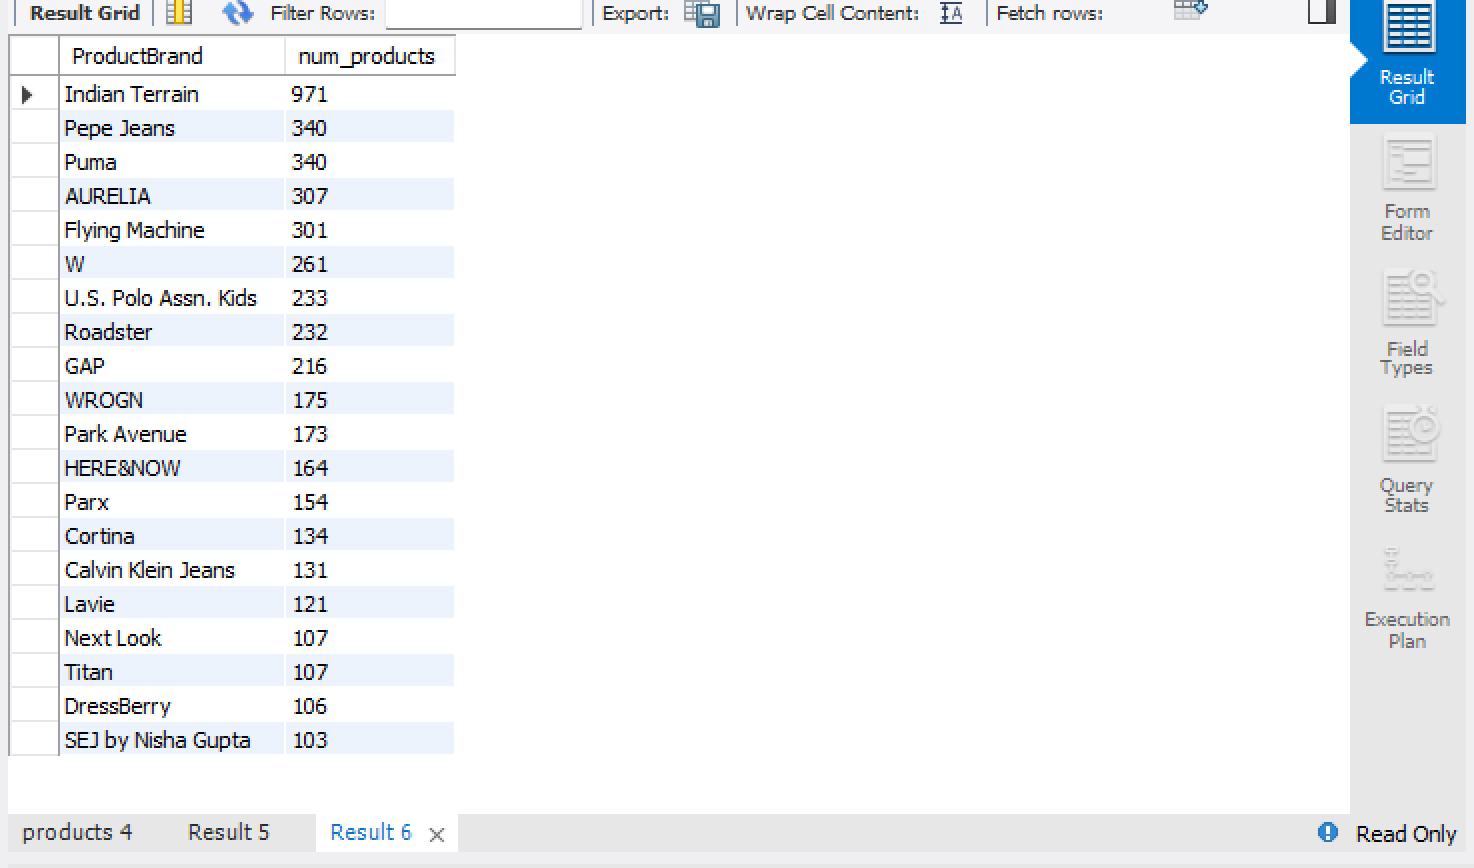 Result Grid Filter Rows: Export: Wrap Cell Content: Fetch rows:
ProductBrand num_products
Indian Terrain 971
Pepe Jeans 340
Puma 340
AURELIA 307
Flying Machine 301
W 261
U.S. Polo Assn. Kids 233
Roadster 232
GAP 216
WROGN 175
Park Avenue 173
HERE&NOW 164
Parx 154
Cortina 134
Calvin Klein Jeans 131
Lavie 121
Next Look 107
Titan 107
DressBerry 106
SEJ by Nisha Gupta 103
Result
Grid
Form
Editor
Field
Types
Query
Stats
Execution
Plan
products 4 Result 5 Result 6 Read Only